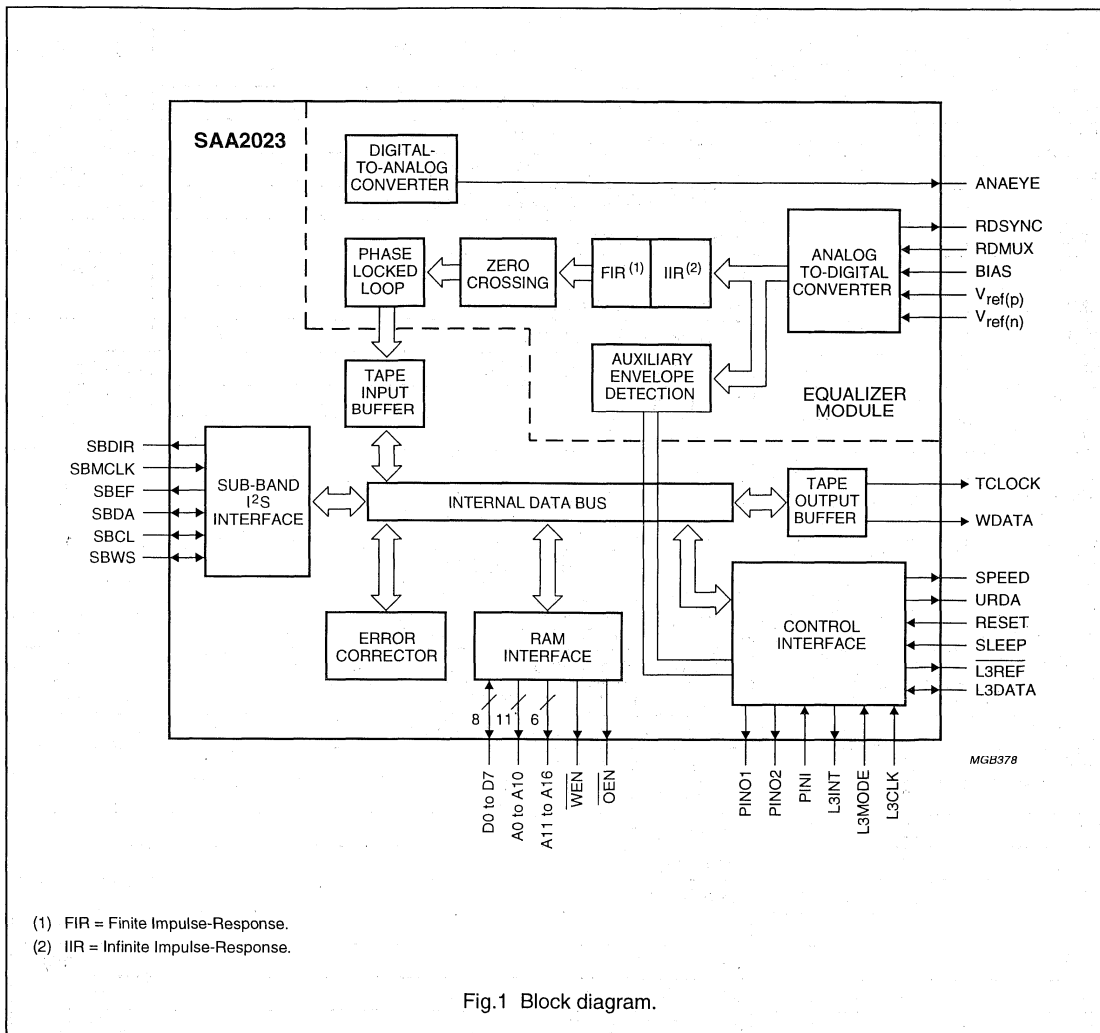 SAA2023
DIGITAL-
TO-ANALOG
CONVERTER
ANAEYE
PHASE
LOCKED
LOOP
ZERO
CROSSING
FIR (1)
IIR (2)
ANALOG
TO-DIGITAL
CONVERTER
RDSYNC
RDMUX
BIAS
Vref(p)
Vref(n)
TAPE
INPUT
BUFFER
AUXILIARY
ENVELOPE
DETECTION
EQUALIZER
MODULE
SBDIR
SBMCLK
SBEF
SBDA
SBCL
SBWS
SUB-BAND
I2S
INTERFACE
INTERNAL DATA BUS
TAPE
OUTPUT
BUFFER
TCLOCK
WDATA
ERROR
CORRECTOR
RAM
INTERFACE
CONTROL
INTERFACE
SPEED
URDA
RESET
SLEEP
L3REF
L3DATA
8
11
6
D0 to D7
A0 to A10
A11 to A16
WEN
OEN
PINO1
PINO2
PINI
L3INT
L3MODE
L3CLK
MGB378
(1) FIR = Finite Impulse-Response.
(2) IIR = Infinite Impulse-Response.
Fig.1 Block diagram.